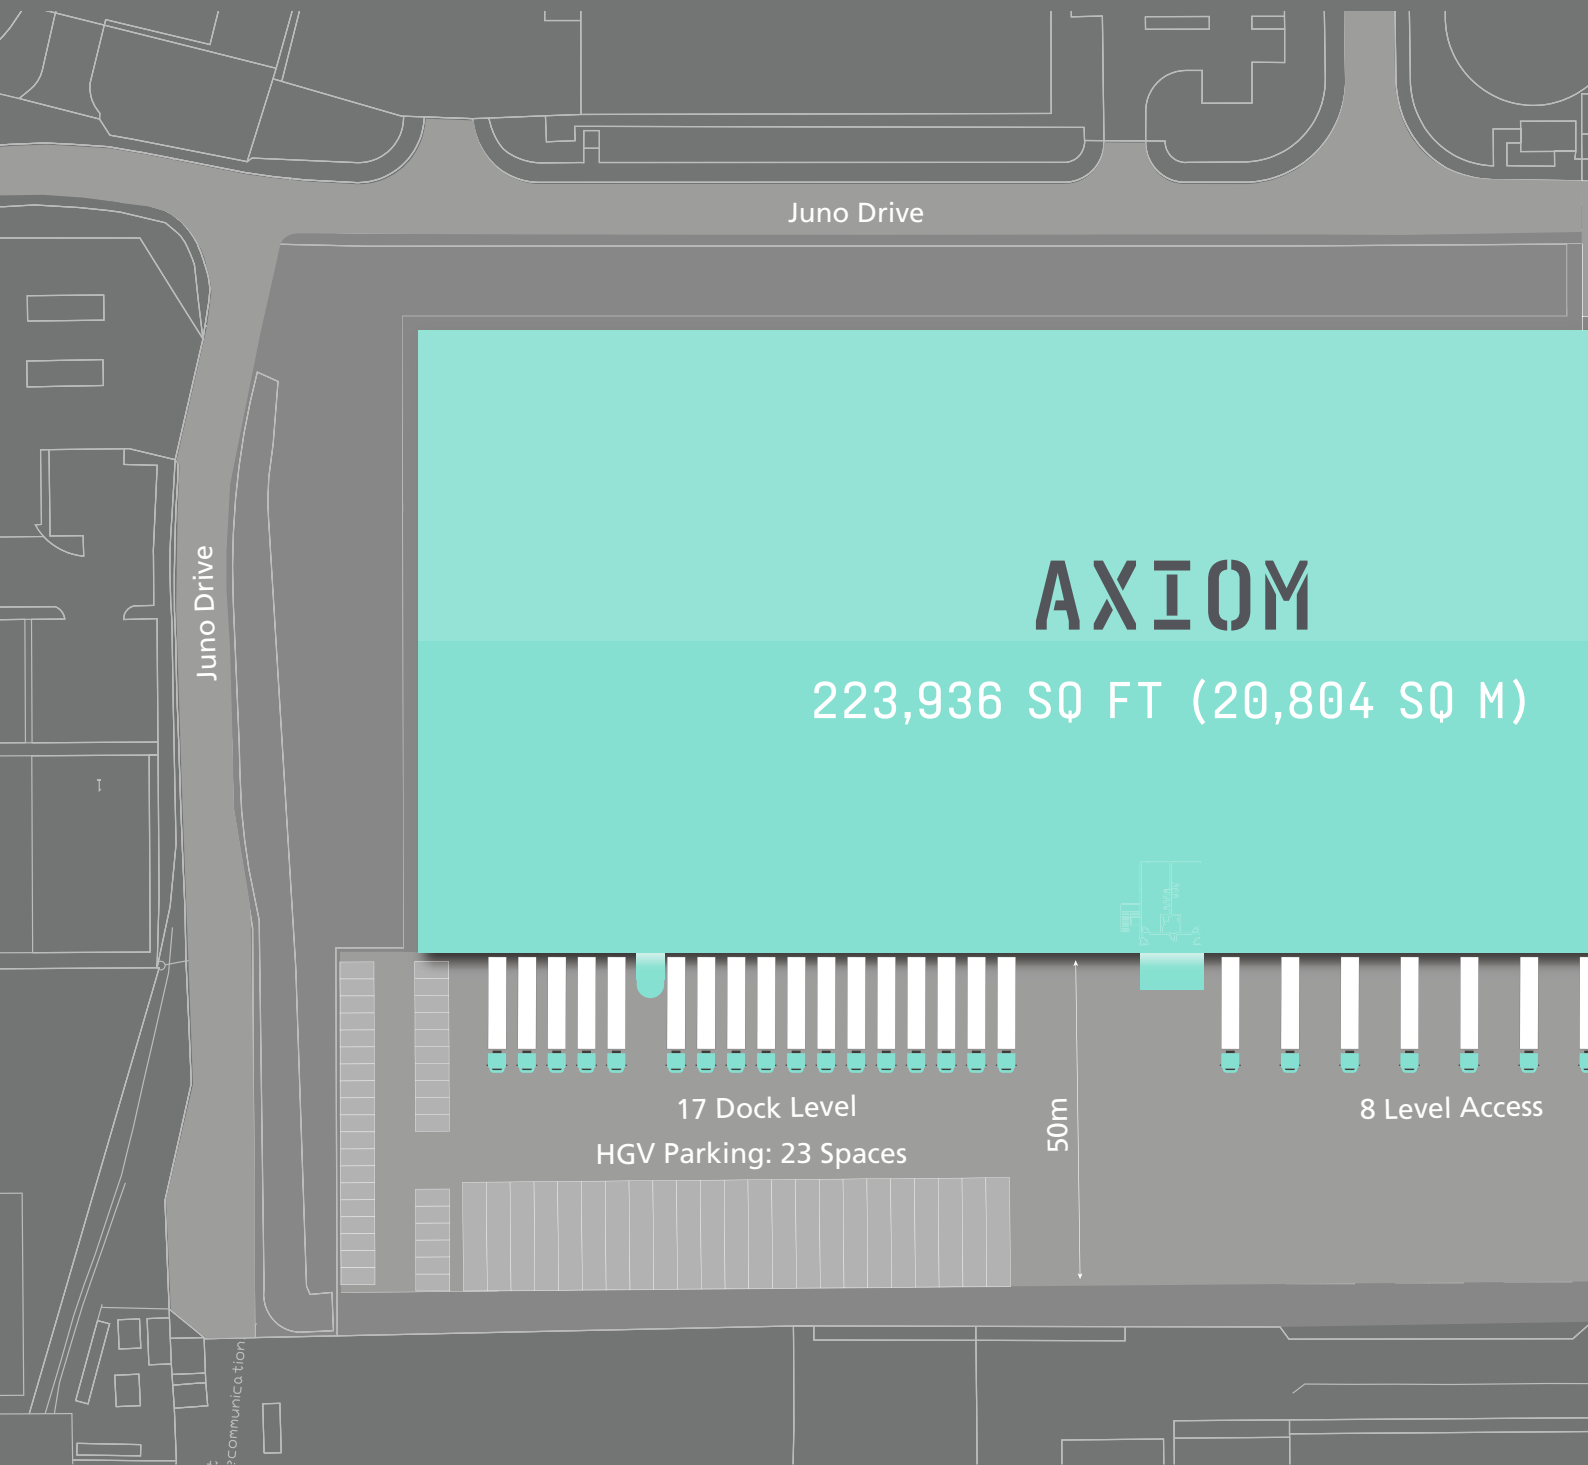 Juno Drive
Juno Drive
AXIOM
223,936 SQ FT (20,804 SQ M)
17 Dock Level
8 Level Access
50m
HGV Parking: 23 Spaces
ecommunication